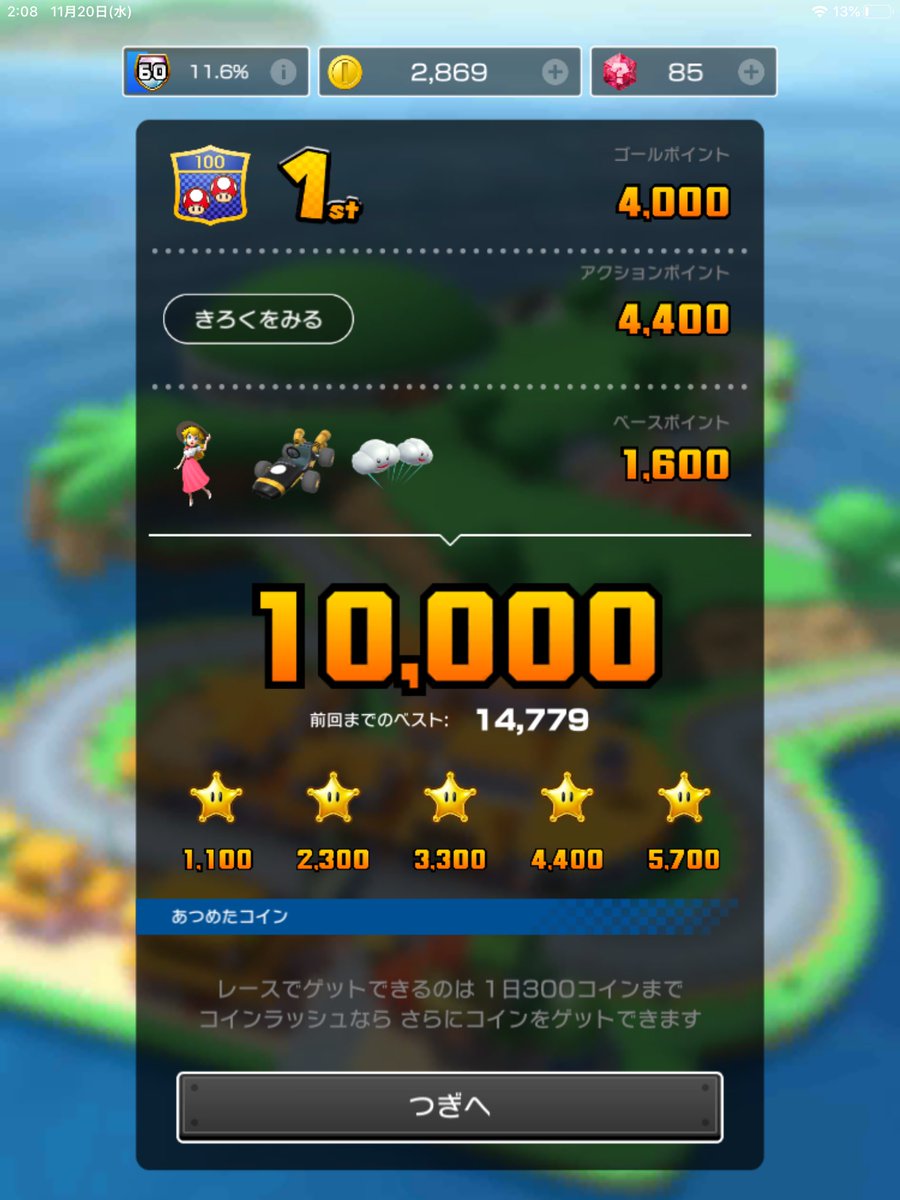 2:08 11月20日(水) 13%
60 11.6% i 2,869 + 85 +
100 1st
ゴールポイント
4,000
アクションポイント
きろくをみる 4,400
ベースポイント
1,600
10,000
前回までのベスト: 14,779
1,100 2,300 3,300 4,400 5,700
あつめたコイン
レースでゲットできるのは 1日300コインまで
コインラッシュなら さらにコインをゲットできます
つぎへ